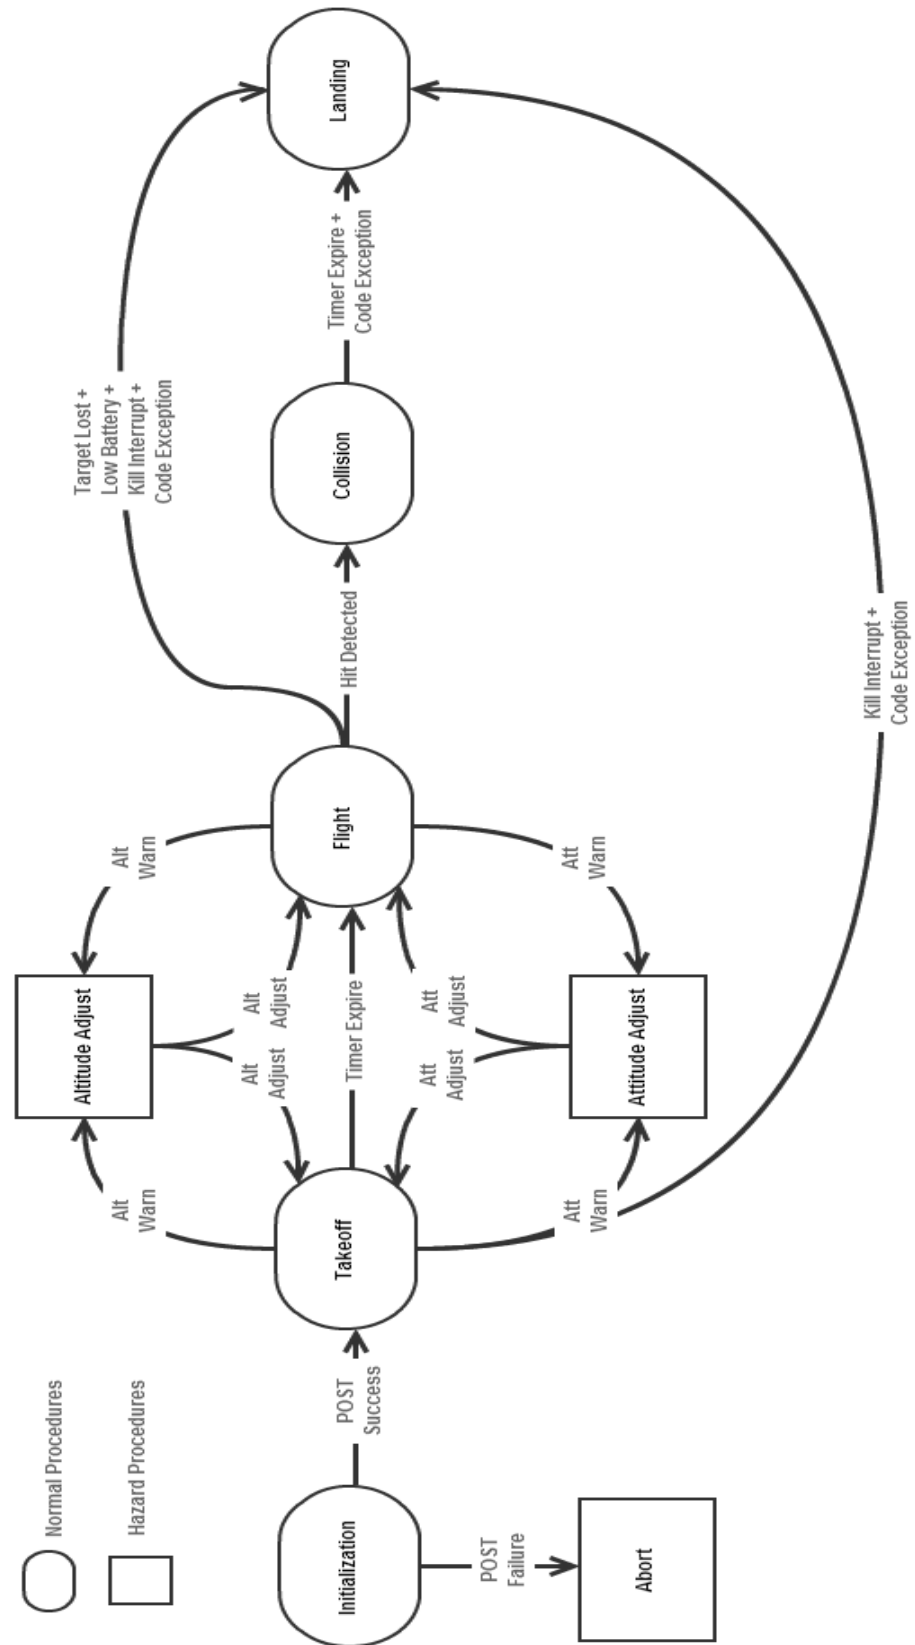 Normal Procedures
Hazard Procedures
Initialization
POST
Success
POST
Failure
Abort
Takeoff
Alt
Warn
Att
Warn
Altitude Adjust
Alt
Adjust
Alt
Adjust
Timer Expire
Att
Adjust
Att
Adjust
Attitude Adjust
Alt
Warn
Att
Warn
Flight
Hit Detected
Target Lost +
Low Battery +
Kill Interrupt +
Code Exception
Collision
Timer Expire +
Code Exception
Kill Interrupt +
Code Exception
Landing